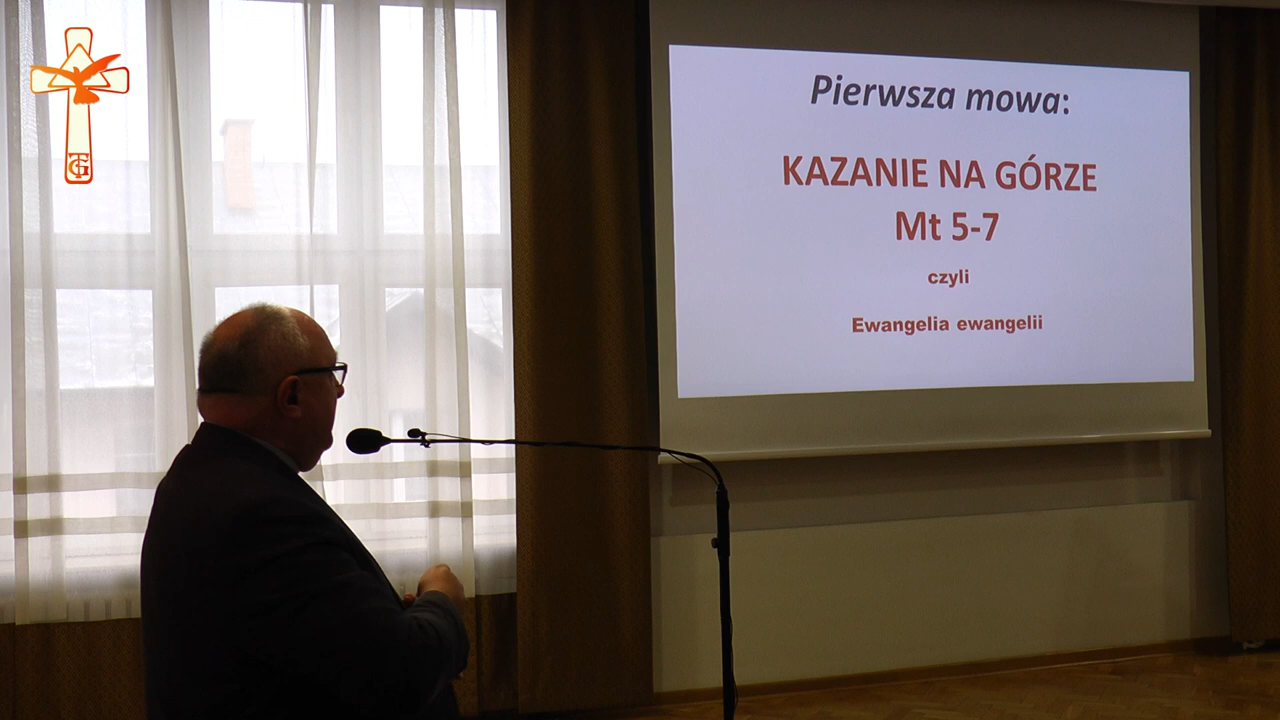 Pierwsza mowa:
KAZANIE NA GÓRZE
Mt 5-7
czyli
Ewangelia ewangelii